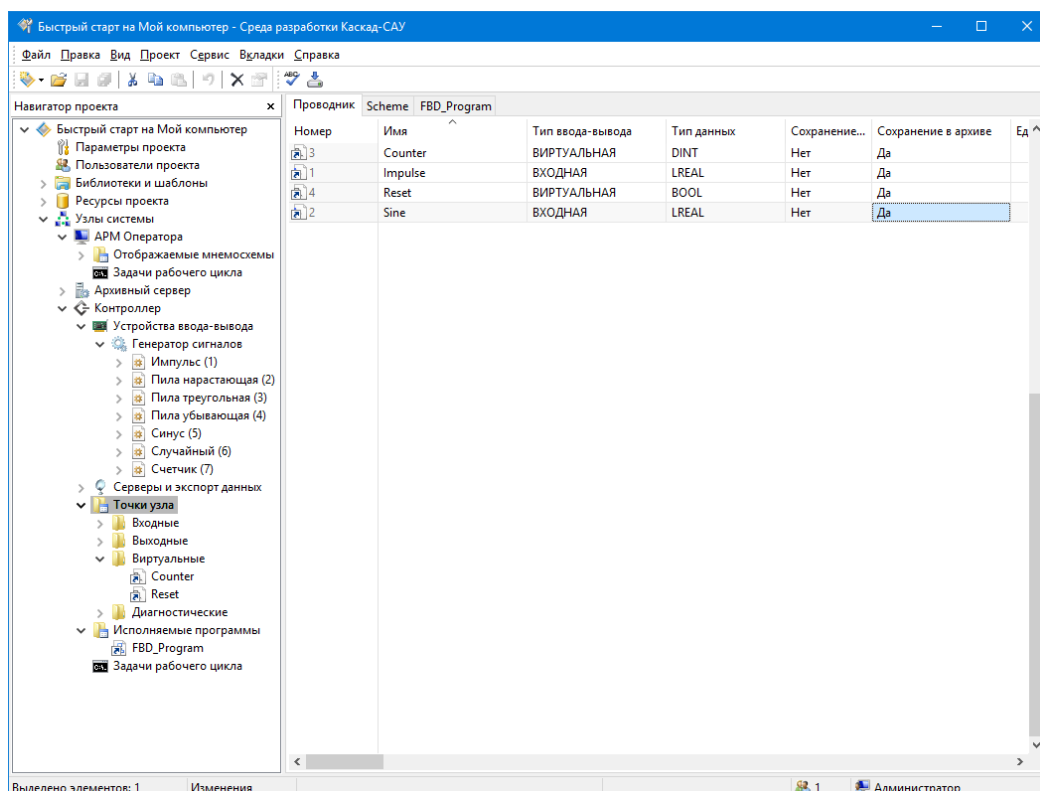 Быстрый старт на Мой компьютер - Среда разработки Каскад-САУ
Файл Правка Вид Проект Сервис Вкладки Справка
ABC
Навигатор проекта
Быстрый старт на Мой компьютер
Параметры проекта
Пользователи проекта
Библиотеки и шаблоны
Ресурсы проекта
Узлы системы
АРМ Оператора
Отображаемые мнемосхемы
Задачи рабочего цикла
Архивный сервер
Контроллер
Устройства ввода-вывода
Генератор сигналов
Импульс (1)
Пила нарастающая (2)
Пила треугольная (3)
Пила убывающая (4)
Синус (5)
Случайный (6)
Счетчик (7)
Серверы и экспорт данных
Точки узла
Входные
Выходные
Виртуальные
Counter
Reset
Диагностические
Исполняемые программы
FBD_Program
Задачи рабочего цикла
Проводник Scheme FBD_Program
Номер Имя Тип ввода-вывода Тип данных Сохранение... Сохранение в архиве Ед
3 Counter ВИРТУАЛЬНАЯ DINT Нет Да
1 Impulse ВХОДНАЯ LREAL Нет Да
4 Reset ВИРТУАЛЬНАЯ BOOL Нет Да
2 Sine ВХОДНАЯ LREAL Нет Да
Выделено элементов: 1 Изменения 1 Администратор